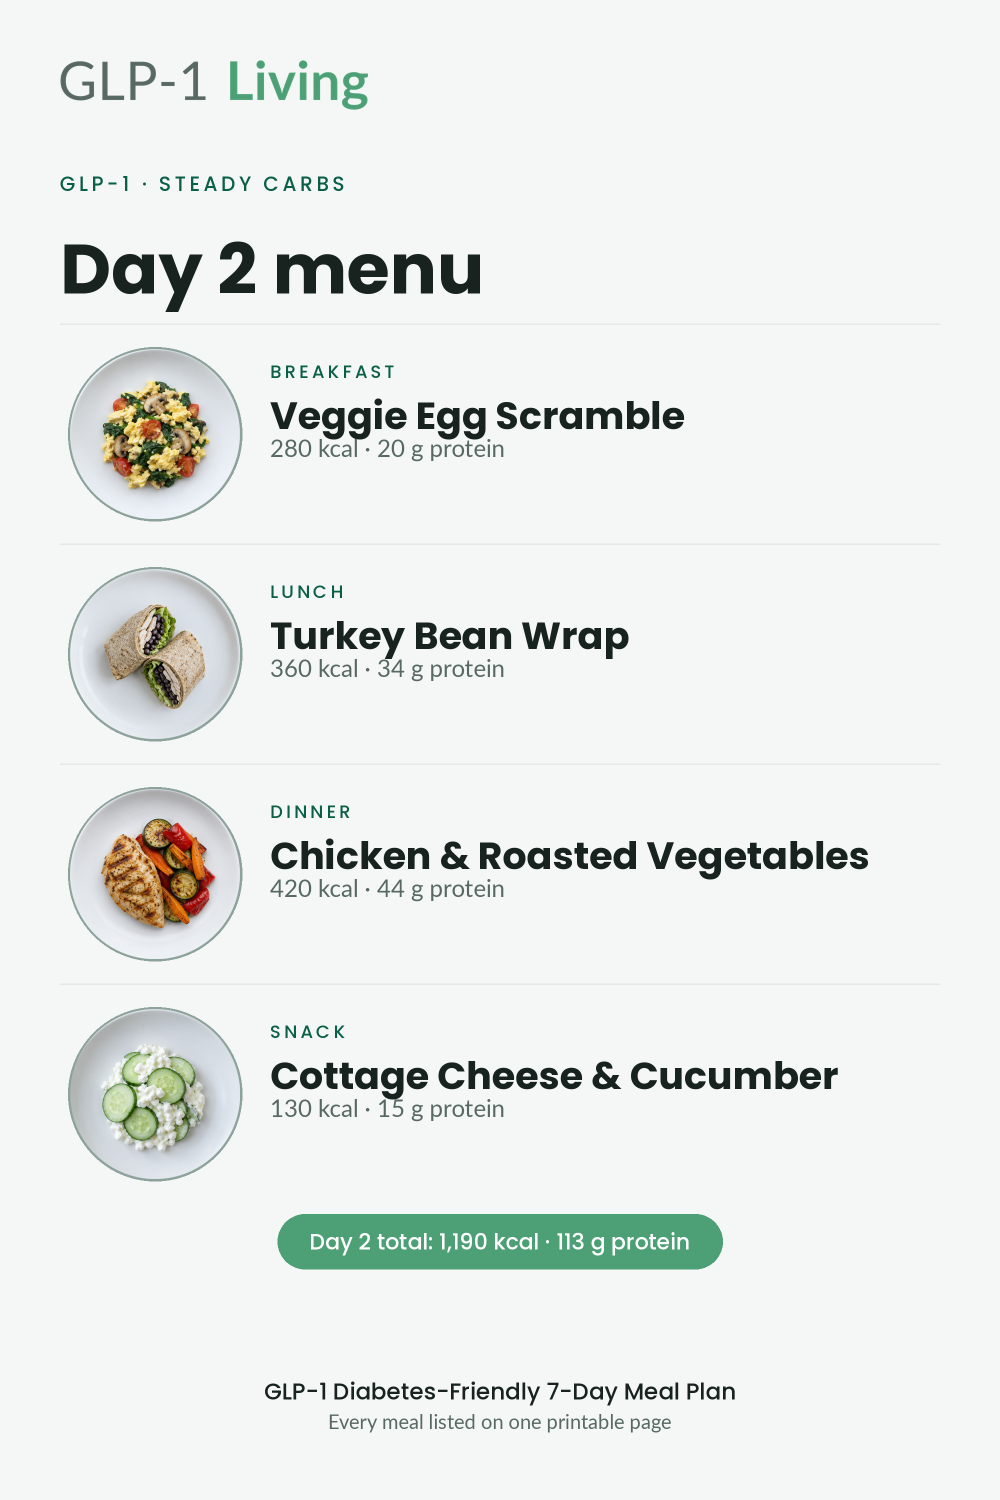 GLP-1 Living
GLP-1 · STEADY CARBS
Day 2 menu
BREAKFAST
Veggie Egg Scramble
280 kcal · 20 g protein
LUNCH
Turkey Bean Wrap
360 kcal · 34 g protein
DINNER
Chicken & Roasted Vegetables
420 kcal · 44 g protein
SNACK
Cottage Cheese & Cucumber
130 kcal · 15 g protein
Day 2 total: 1,190 kcal · 113 g protein
GLP-1 Diabetes-Friendly 7-Day Meal Plan
Every meal listed on one printable page